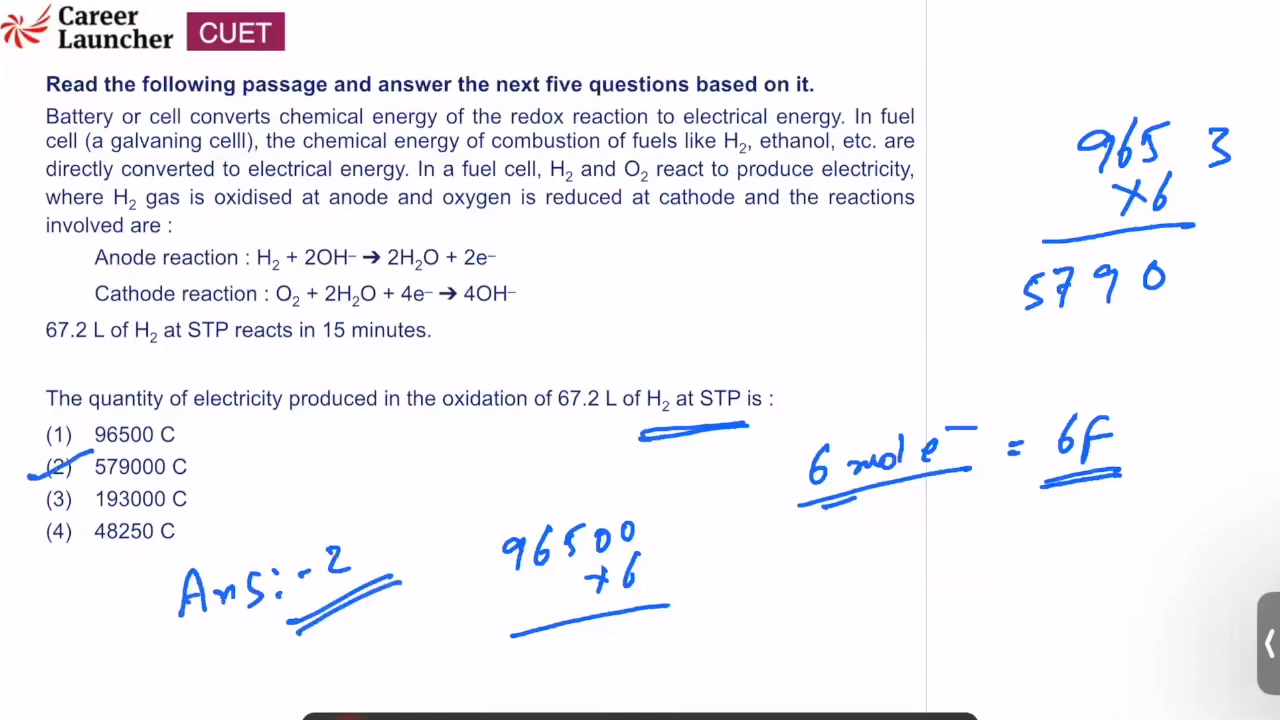 Career
Launcher
CUET
Read the following passage and answer the next five questions based on it.
Battery or cell converts chemical energy of the redox reaction to electrical energy. In fuel
cell (a galvaning celll), the chemical energy of combustion of fuels like H₂, ethanol, etc. are
directly converted to electrical energy. In a fuel cell, H₂ and O₂ react to produce electricity,
where H₂ gas is oxidised at anode and oxygen is reduced at cathode and the reactions
involved are :
Anode reaction : H₂ + 2OH⁻ ➔ 2H₂O + 2e⁻
Cathode reaction : O₂ + 2H₂O + 4e⁻ ➔ 4OH⁻
67.2 L of H₂ at STP reacts in 15 minutes.
The quantity of electricity produced in the oxidation of 67.2 L of H₂ at STP is :
(1) 96500 C
(2) 579000 C
(3) 193000 C
(4) 48250 C
965 3
×6
5790
6 mol e⁻ = 6F
96500
×6
Ans:- 2